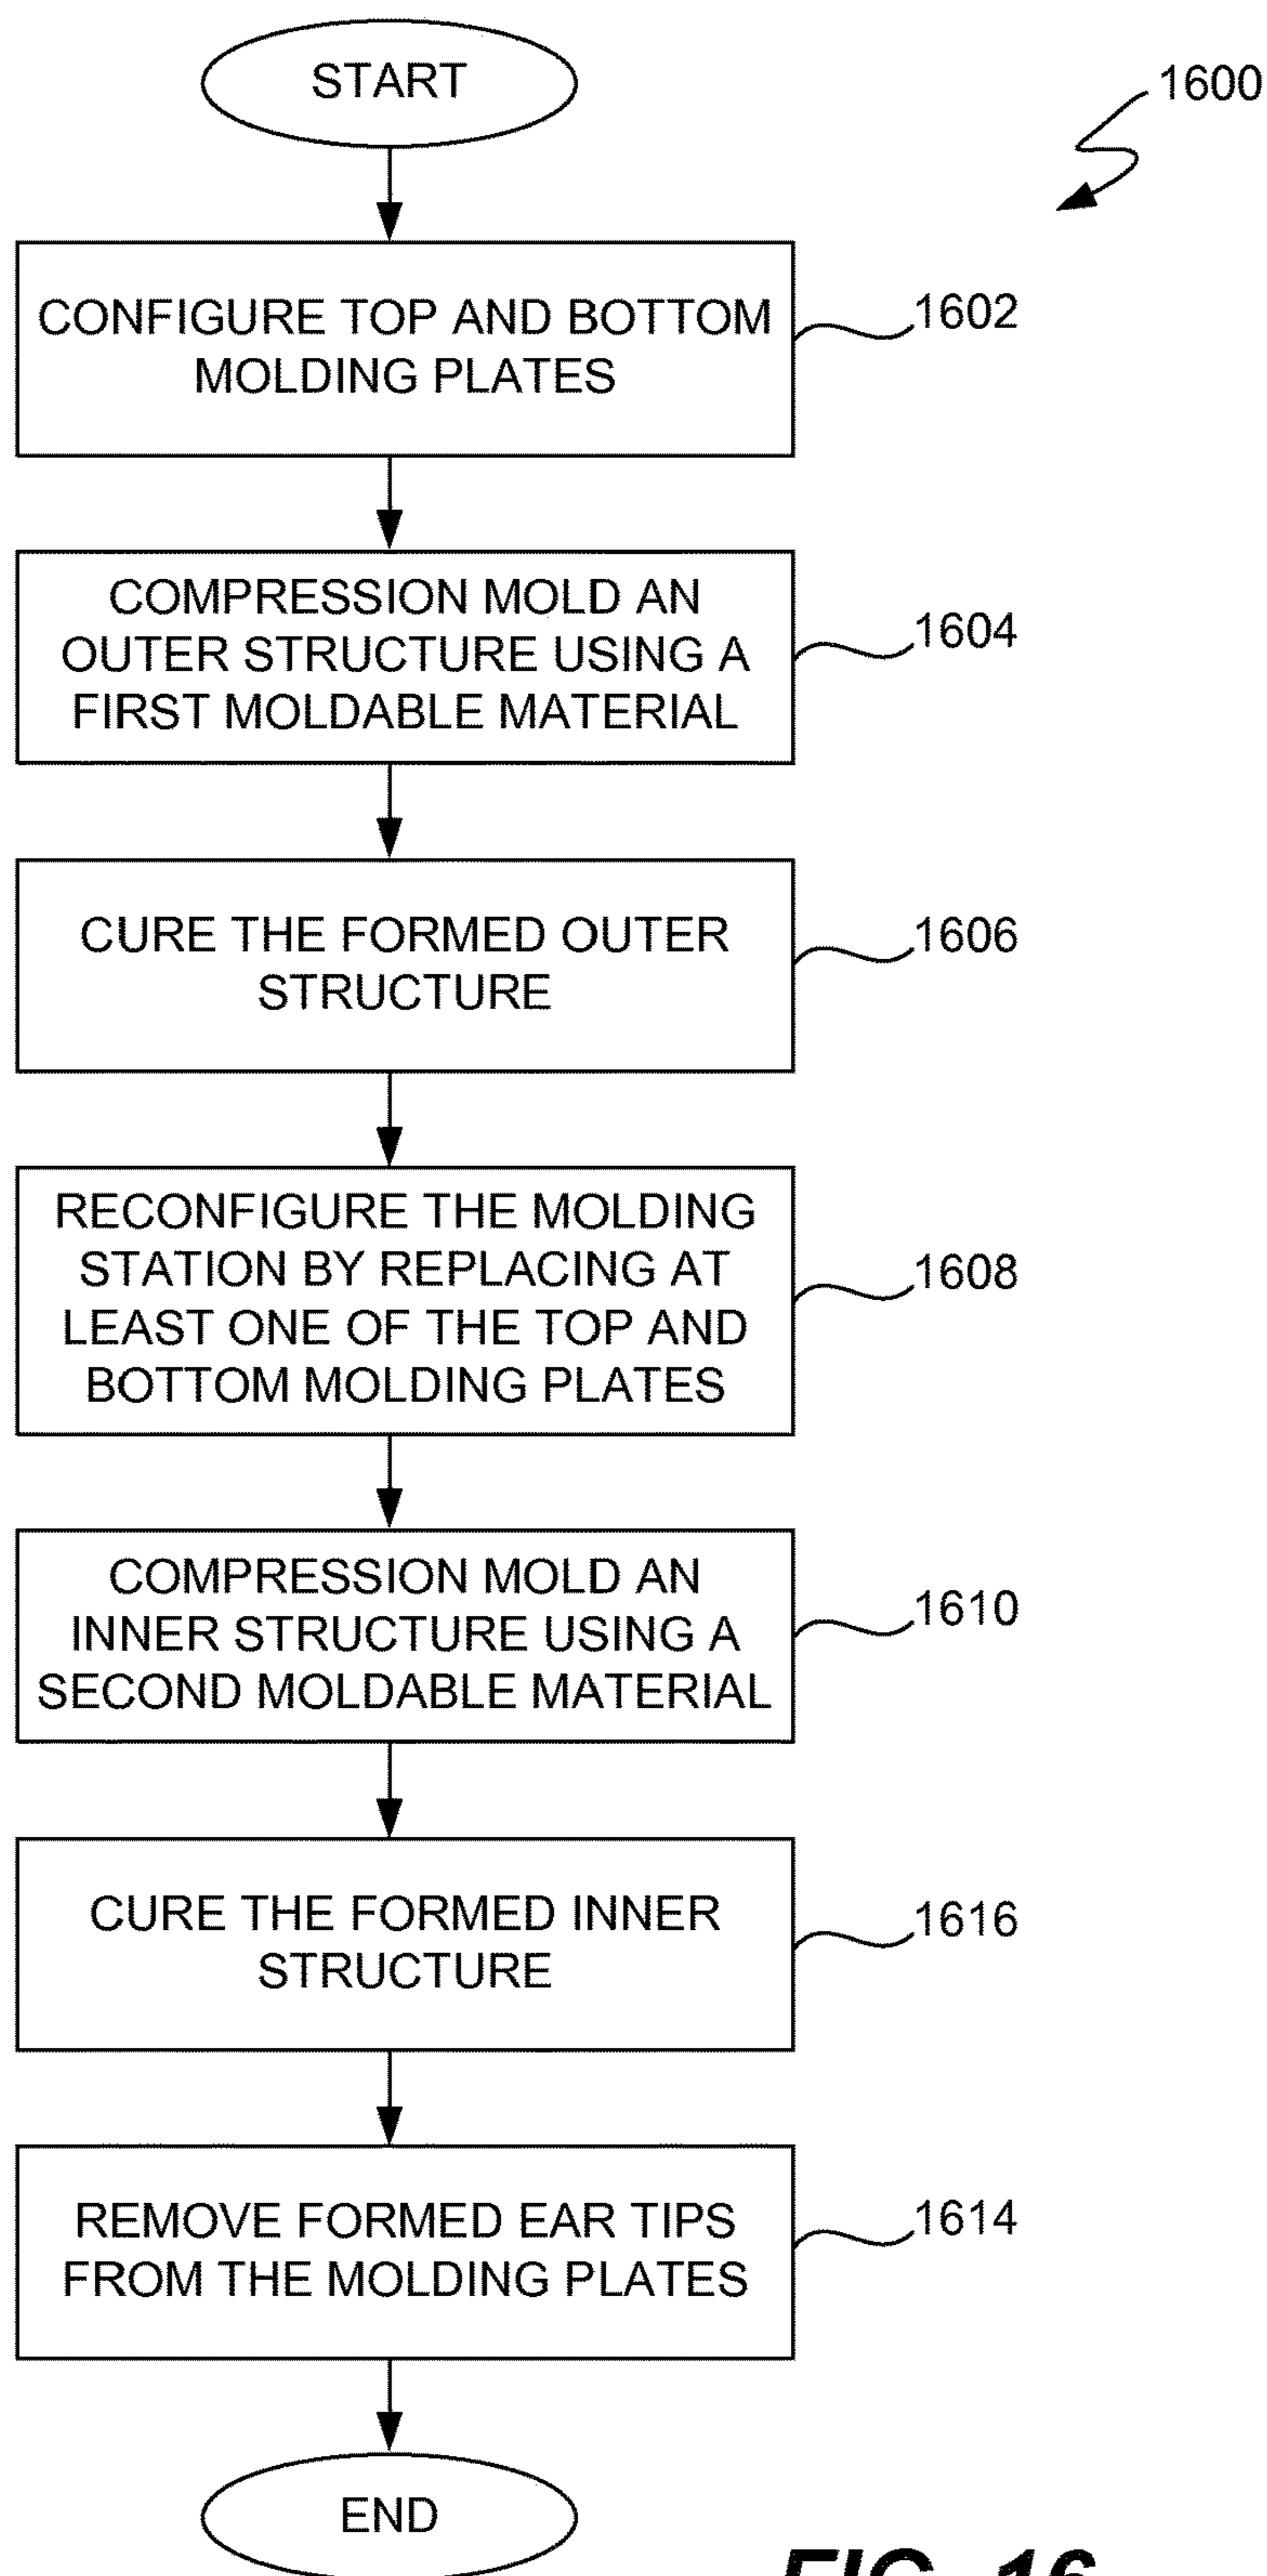 START
1600
CONFIGURE TOP AND BOTTOM
MOLDING PLATES
1602
COMPRESSION MOLD AN
OUTER STRUCTURE USING A
FIRST MOLDABLE MATERIAL
1604
CURE THE FORMED OUTER
STRUCTURE
1606
RECONFIGURE THE MOLDING
STATION BY REPLACING AT
LEAST ONE OF THE TOP AND
BOTTOM MOLDING PLATES
1608
COMPRESSION MOLD AN
INNER STRUCTURE USING A
SECOND MOLDABLE MATERIAL
1610
CURE THE FORMED INNER
STRUCTURE
1616
REMOVE FORMED EAR TIPS
FROM THE MOLDING PLATES
1614
END
FIG. 16